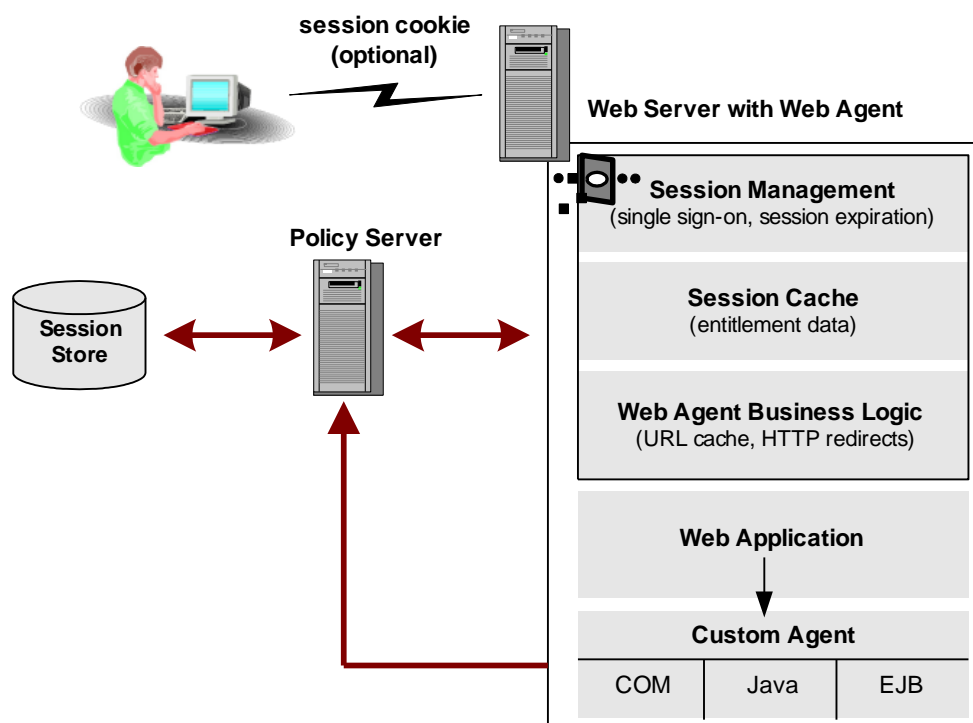 session cookie
(optional)
Web Server with Web Agent
Session Management
(single sign-on, session expiration)
Policy Server
Session Cache
(entitlement data)
Session
Store
Web Agent Business Logic
(URL cache, HTTP redirects)
Web Application
Custom Agent
COM
Java
EJB